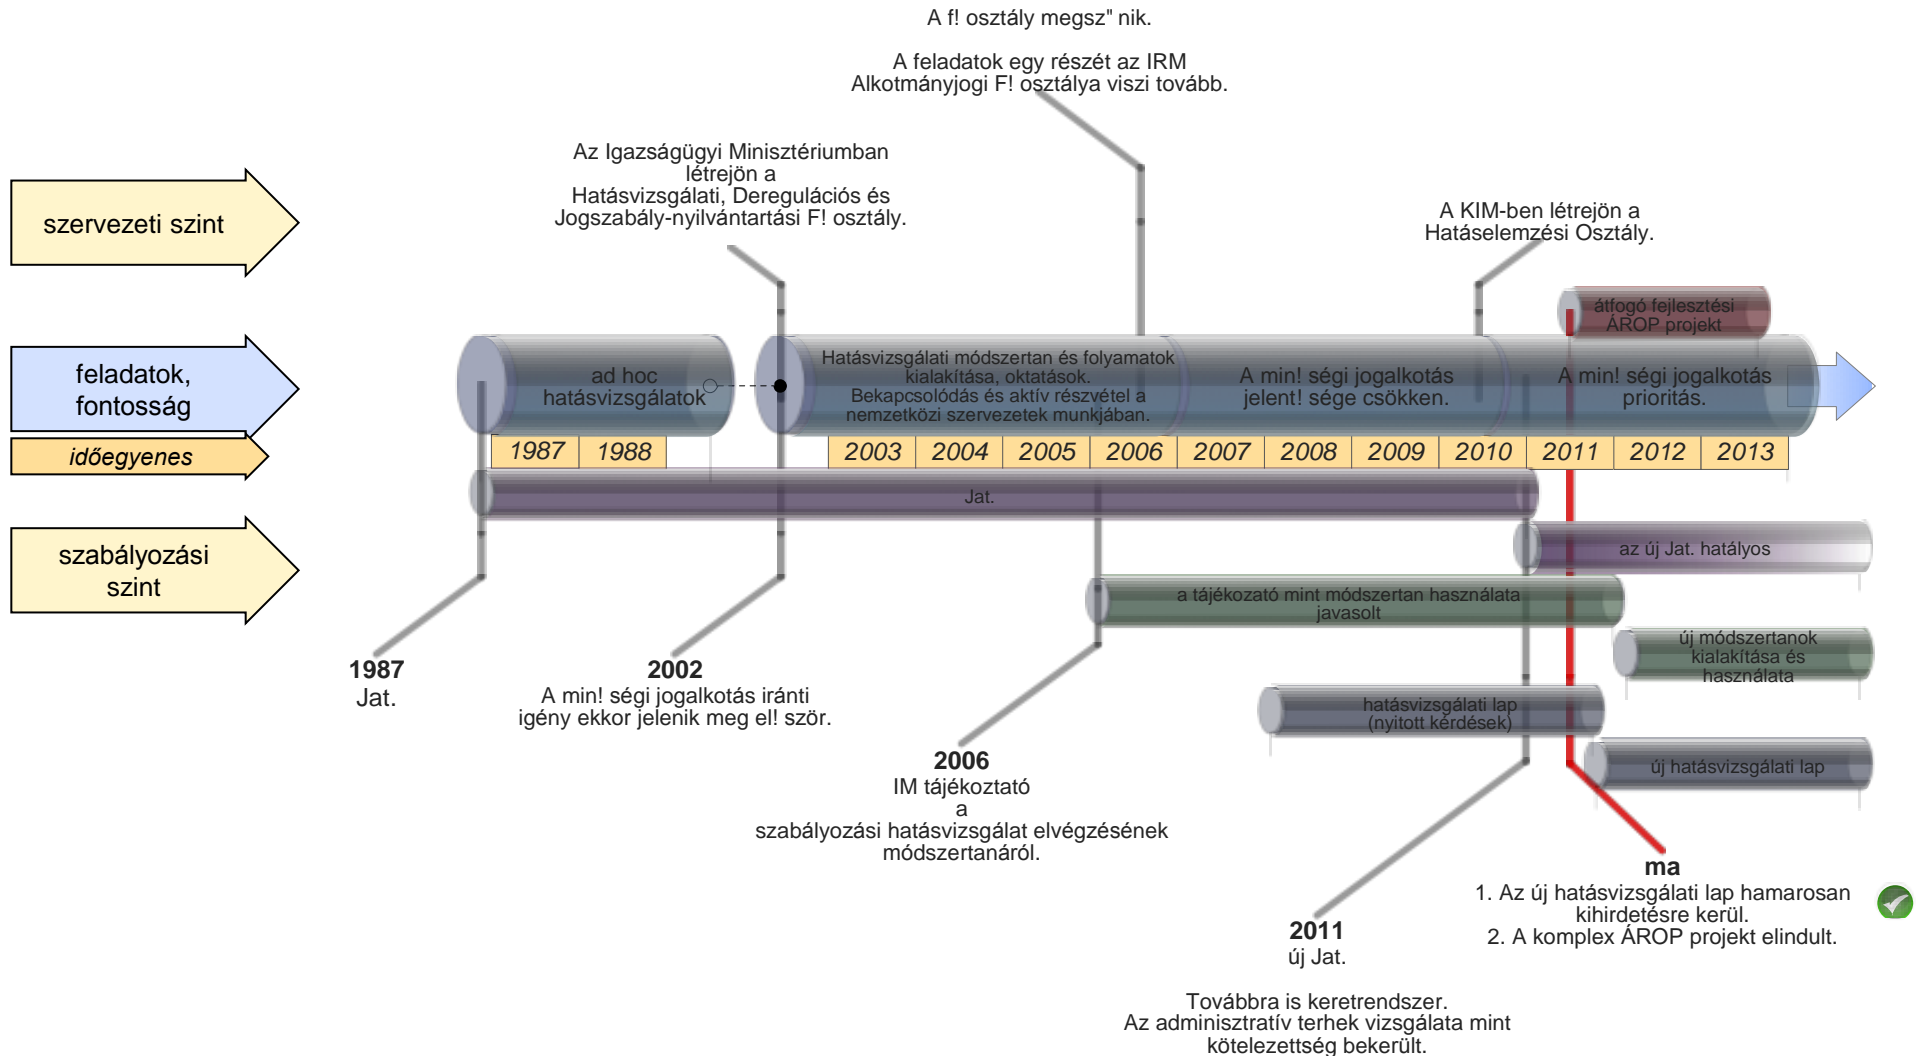 A f! osztály megsz" nik.
A feladatok egy részét az IRM
Alkotmányjogi F! osztálya viszi tovább.
Az Igazságügyi Minisztériumban
létrejön a
Hatásvizsgálati, Deregulációs és
Jogszabály-nyilvántartási F! osztály.
szervezeti szint
A KIM-ben létrejön a
Hatáselemzési Osztály.
átfogó fejlesztési
ÁROP projekt
feladatok,
fontosság
ad hoc
hatásvizsgálatok
Hatásvizsgálati módszertan és folyamatok
kialakítása, oktatások.
Bekapcsolódás és aktív részvétel a
nemzetközi szervezetek munkjában.
A min! ségi jogalkotás
jelent! sége csökken.
A min! ségi jogalkotás
prioritás.
időegyenes
1987 1988 2003 2004 2005 2006 2007 2008 2009 2010 2011 2012 2013
Jat.
szabályozási
szint
az új Jat. hatályos
a tájékozató mint módszertan használata
javasolt
új módszertanok
kialakítása és
használata
1987
Jat.
2002
A min! ségi jogalkotás iránti
igény ekkor jelenik meg el! ször.
hatásvizsgálati lap
(nyitott kérdések)
2006
IM tájékoztató
a
szabályozási hatásvizsgálat elvégzésének
módszertanáról.
új hatásvizsgálati lap
ma
1. Az új hatásvizsgálati lap hamarosan
kihirdetésre kerül.
2. A komplex ÁROP projekt elindult.
2011
új Jat.
Továbbra is keretrendszer.
Az adminisztratív terhek vizsgálata mint
kötelezettség bekerült.